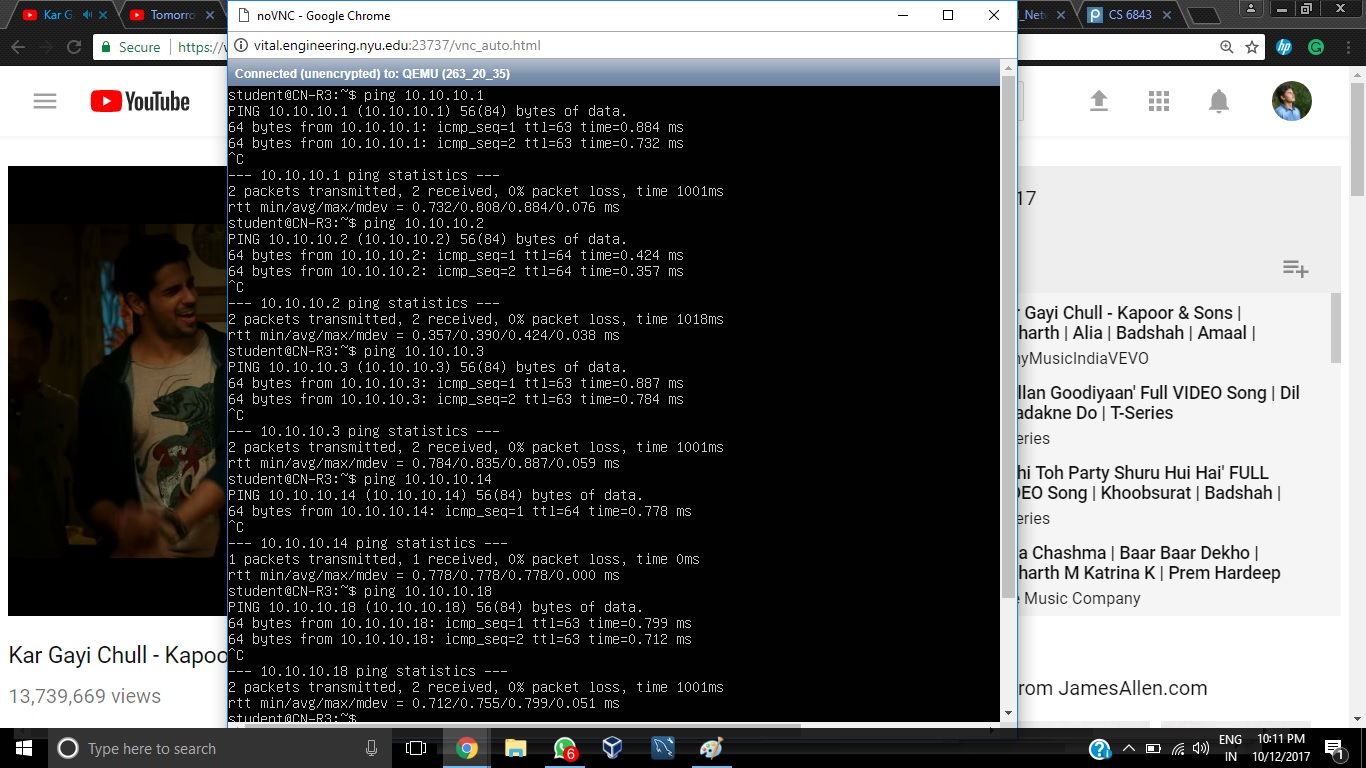 Kar G
Tomorro
noVNC - Google Chrome
_Netw
CS 6843
Secure
https://w
vital.engineering.nyu.edu:23737/vnc_auto.html
Connected (unencrypted) to: QEMU (263_20_35)
YouTube
student@CN-R3:~$ ping 10.10.10.1
PING 10.10.10.1 (10.10.10.1) 56(84) bytes of data.
64 bytes from 10.10.10.1: icmp_seq=1 ttl=63 time=0.884 ms
64 bytes from 10.10.10.1: icmp_seq=2 ttl=63 time=0.732 ms
^C
--- 10.10.10.1 ping statistics ---
2 packets transmitted, 2 received, 0% packet loss, time 1001ms
rtt min/avg/max/mdev = 0.732/0.808/0.884/0.076 ms
student@CN-R3:~$ ping 10.10.10.2
PING 10.10.10.2 (10.10.10.2) 56(84) bytes of data.
64 bytes from 10.10.10.2: icmp_seq=1 ttl=64 time=0.424 ms
64 bytes from 10.10.10.2: icmp_seq=2 ttl=64 time=0.357 ms
^C
--- 10.10.10.2 ping statistics ---
2 packets transmitted, 2 received, 0% packet loss, time 1018ms
rtt min/avg/max/mdev = 0.357/0.390/0.424/0.038 ms
student@CN-R3:~$ ping 10.10.10.3
PING 10.10.10.3 (10.10.10.3) 56(84) bytes of data.
64 bytes from 10.10.10.3: icmp_seq=1 ttl=63 time=0.887 ms
64 bytes from 10.10.10.3: icmp_seq=2 ttl=63 time=0.784 ms
^C
--- 10.10.10.3 ping statistics ---
2 packets transmitted, 2 received, 0% packet loss, time 1001ms
rtt min/avg/max/mdev = 0.784/0.835/0.887/0.059 ms
student@CN-R3:~$ ping 10.10.10.14
PING 10.10.10.14 (10.10.10.14) 56(84) bytes of data.
64 bytes from 10.10.10.14: icmp_seq=1 ttl=64 time=0.778 ms
^C
--- 10.10.10.14 ping statistics ---
1 packets transmitted, 1 received, 0% packet loss, time 0ms
rtt min/avg/max/mdev = 0.778/0.778/0.778/0.000 ms
student@CN-R3:~$ ping 10.10.10.18
PING 10.10.10.18 (10.10.10.18) 56(84) bytes of data.
64 bytes from 10.10.10.18: icmp_seq=1 ttl=63 time=0.799 ms
64 bytes from 10.10.10.18: icmp_seq=2 ttl=63 time=0.712 ms
^C
--- 10.10.10.18 ping statistics ---
2 packets transmitted, 2 received, 0% packet loss, time 1001ms
rtt min/avg/max/mdev = 0.712/0.755/0.799/0.051 ms
student@CN-R3:~$
17
Gayi Chull - Kapoor & Sons |
harth | Alia | Badshah | Amaal |
nyMusicIndiaVEVO
llan Goodiyaan' Full VIDEO Song | Dil
adakne Do | T-Series
eries
hi Toh Party Shuru Hui Hai' FULL
DEO Song | Khoobsurat | Badshah |
eries
a Chashma | Baar Baar Dekho |
harth M Katrina K | Prem Hardeep
e Music Company
Kar Gayi Chull - Kapoo
13,739,669 views
rom JamesAllen.com
Type here to search
6
ENG
IN
10:11 PM
10/12/2017
1